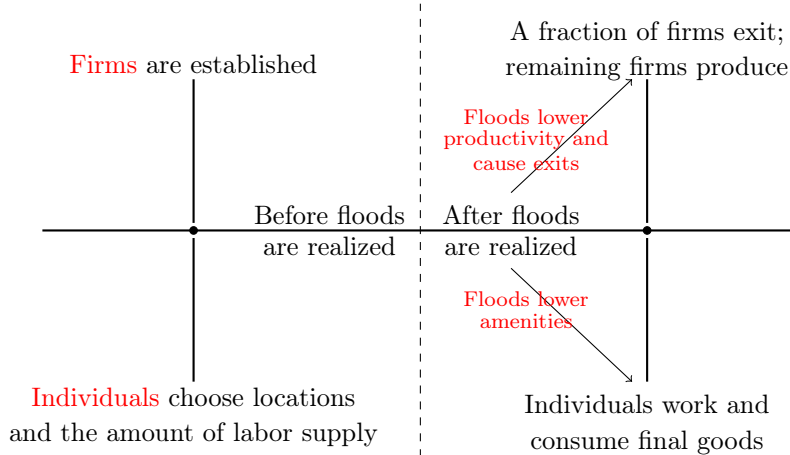 Firms are established
A fraction of firms exit;
remaining firms produce
Floods lower
productivity and
cause exits
Before floods
are realized
After floods
are realized
Floods lower
amenities
Individuals choose locations
and the amount of labor supply
Individuals work and
consume final goods